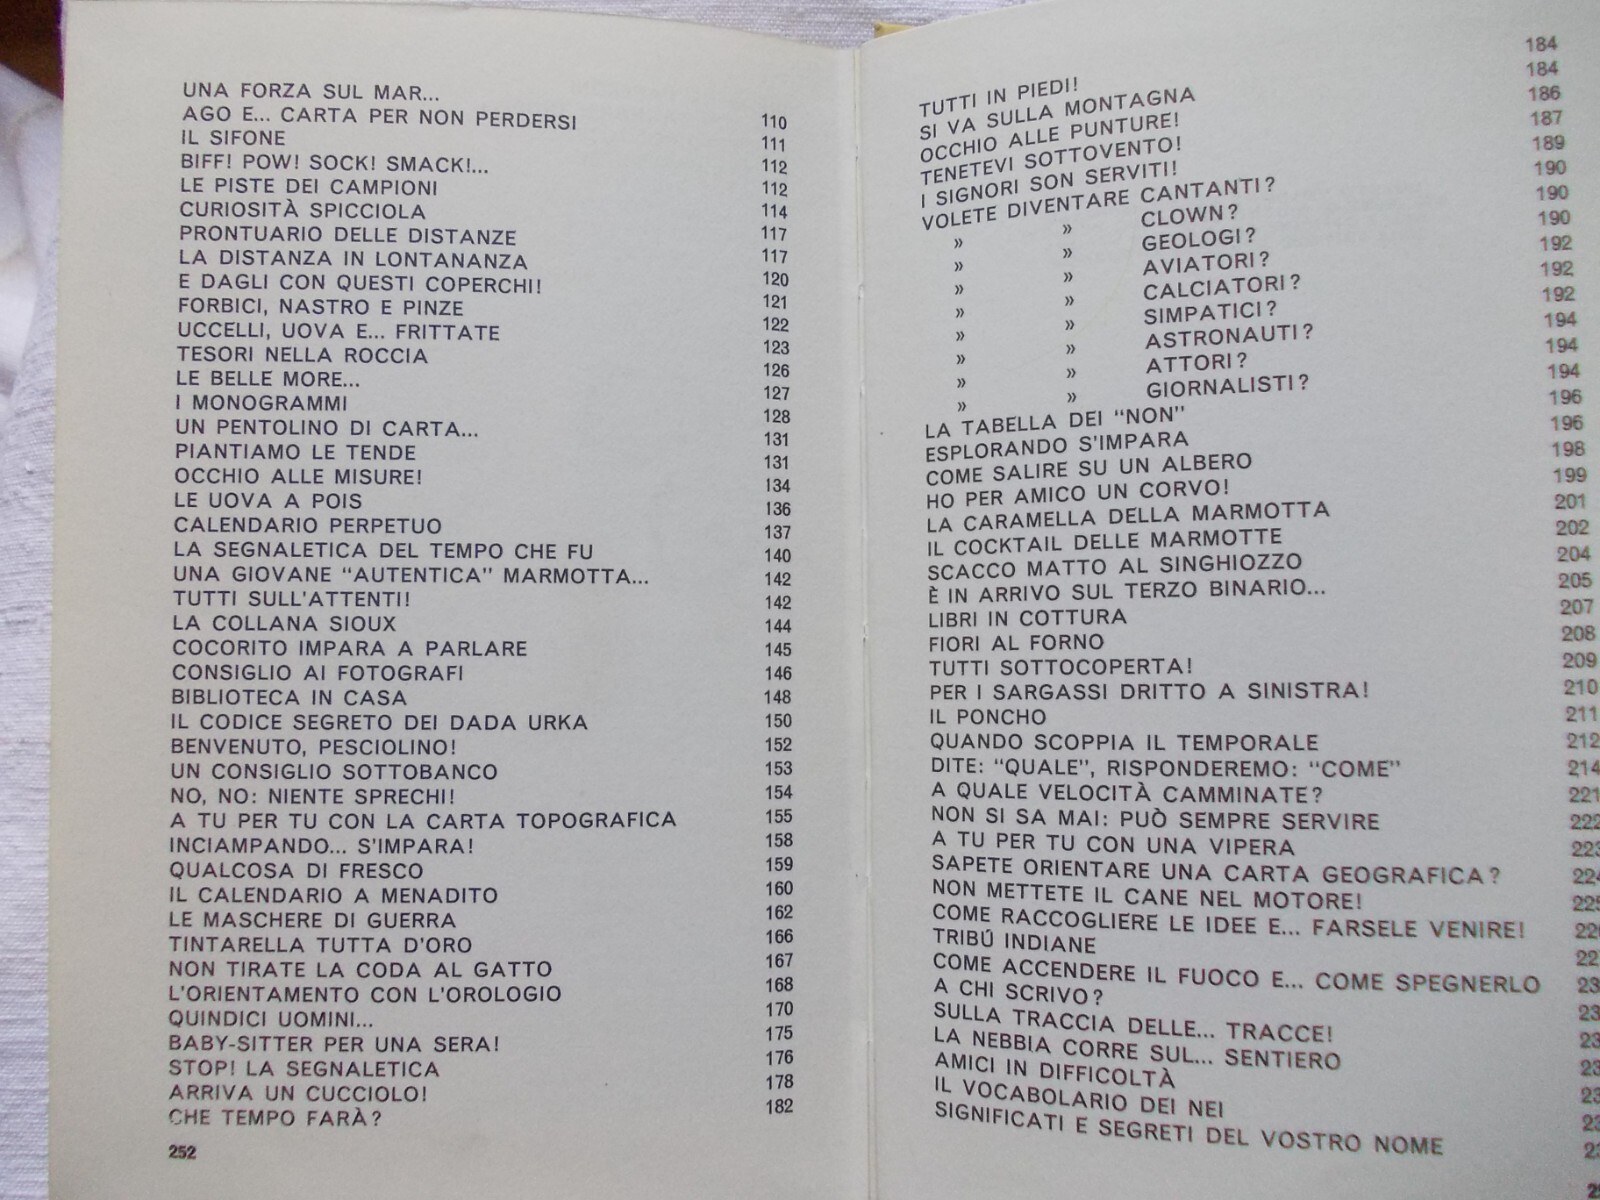 UNA FORZA SUL MAR... 110
AGO E... CARTA PER NON PERDERSI 111
IL SIFONE 112
BIFF! POW! SOCK! SMACK!... 112
LE PISTE DEI CAMPIONI 114
CURIOSITÀ SPICCIOLA 117
PRONTUARIO DELLE DISTANZE 117
LA DISTANZA IN LONTANANZA 120
E DAGLI CON QUESTI COPERCHI! 121
FORBICI, NASTRO E PINZE 122
UCCELLI, UOVA E... FRITTATE 123
TESORI NELLA ROCCIA 126
LE BELLE MORE... 127
I MONOGRAMMI 128
UN PENTOLINO DI CARTA... 131
PIANTIAMO LE TENDE 131
OCCHIO ALLE MISURE! 134
LE UOVA A POIS 136
CALENDARIO PERPETUO 137
LA SEGNALETICA DEL TEMPO CHE FU 140
UNA GIOVANE "AUTENTICA" MARMOTTA... 142
TUTTI SULL'ATTENTI! 142
LA COLLANA SIOUX 144
COCORITO IMPARA A PARLARE 145
CONSIGLIO AI FOTOGRAFI 146
BIBLIOTECA IN CASA 148
IL CODICE SEGRETO DEI DADA URKA 150
BENVENUTO, PESCIOLINO! 152
UN CONSIGLIO SOTTOBANCO 153
NO, NO: NIENTE SPRECHI! 154
A TU PER TU CON LA CARTA TOPOGRAFICA 155
INCIAMPANDO... S'IMPARA! 158
QUALCOSA DI FRESCO 159
IL CALENDARIO A MENADITO 160
LE MASCHERE DI GUERRA 162
TINTARELLA TUTTA D'ORO 166
NON TIRATE LA CODA AL GATTO 167
L'ORIENTAMENTO CON L'OROLOGIO 168
QUINDICI UOMINI... 170
BABY-SITTER PER UNA SERA! 175
STOP! LA SEGNALETICA 176
ARRIVA UN CUCCIOLO! 178
CHE TEMPO FARÀ? 182
252
TUTTI IN PIEDI! 184
SI VA SULLA MONTAGNA 184
OCCHIO ALLE PUNTURE! 186
TENETEVI SOTTOVENTO! 187
I SIGNORI SON SERVITI! 189
VOLETE DIVENTARE CANTANTI? 190
» » CLOWN? 190
» » GEOLOGI? 190
» » AVIATORI? 192
» » CALCIATORI? 192
» » SIMPATICI? 192
» » ASTRONAUTI? 194
» » ATTORI? 194
» » GIORNALISTI? 194
LA TABELLA DEI "NON" 196
ESPLORANDO S'IMPARA 196
COME SALIRE SU UN ALBERO 198
HO PER AMICO UN CORVO! 199
LA CARAMELLA DELLA MARMOTTA 201
IL COCKTAIL DELLE MARMOTTE 202
SCACCO MATTO AL SINGHIOZZO 204
È IN ARRIVO SUL TERZO BINARIO... 205
LIBRI IN COTTURA 207
FIORI AL FORNO 208
TUTTI SOTTOCOPERTA! 209
PER I SARGASSI DRITTO A SINISTRA! 210
IL PONCHO 211
QUANDO SCOPPIA IL TEMPORALE 212
DITE: "QUALE", RISPONDEREMO: "COME" 214
A QUALE VELOCITÀ CAMMINATE? 221
NON SI SA MAI: PUÒ SEMPRE SERVIRE 222
A TU PER TU CON UNA VIPERA 223
SAPETE ORIENTARE UNA CARTA GEOGRAFICA? 224
NON METTETE IL CANE NEL MOTORE! 225
COME RACCOGLIERE LE IDEE E... FARSELE VENIRE!
TRIBÚ INDIANE
COME ACCENDERE IL FUOCO E... COME SPEGNERLO
A CHI SCRIVO?
SULLA TRACCIA DELLE... TRACCE!
LA NEBBIA CORRE SUL... SENTIERO
AMICI IN DIFFICOLTÀ
IL VOCABOLARIO DEI NEI
SIGNIFICATI E SEGRETI DEL VOSTRO NOME